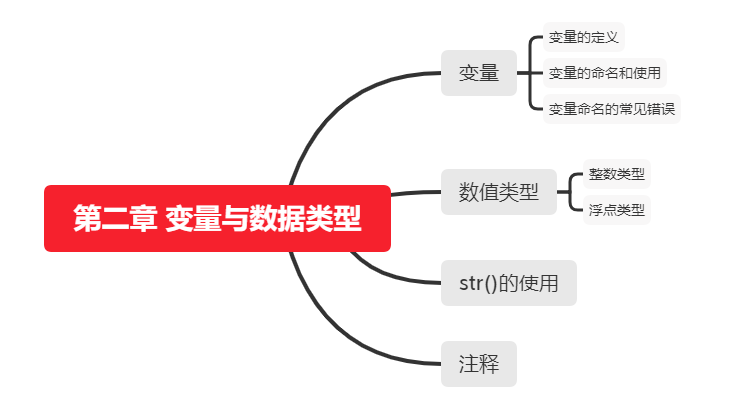 第二章 变量与数据类型
变量
变量的定义
变量的命名和使用
变量命名的常见错误
数值类型
整数类型
浮点类型
str()的使用
注释